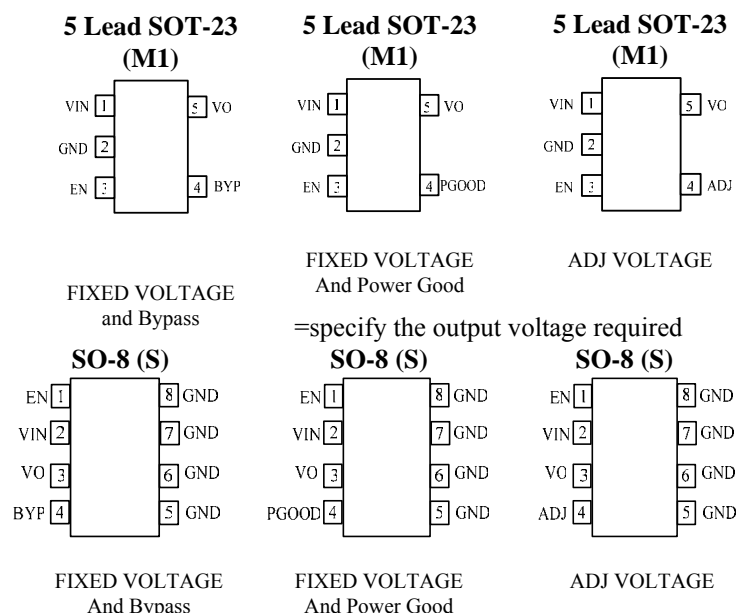 5 Lead SOT-23
(M1)
VIN 1
5 VO
GND 2
EN 3
4 BYP
FIXED VOLTAGE
and Bypass
5 Lead SOT-23
(M1)
VIN 1
5 VO
GND 2
EN 3
4 PGOOD
FIXED VOLTAGE
And Power Good
5 Lead SOT-23
(M1)
VIN 1
5 VO
GND 2
EN 3
4 ADJ
ADJ VOLTAGE
=specify the output voltage required
SO-8 (S)
EN 1
8 GND
VIN 2
7 GND
VO 3
6 GND
BYP 4
5 GND
FIXED VOLTAGE
And Bypass
SO-8 (S)
EN 1
8 GND
VIN 2
7 GND
VO 3
6 GND
PGOOD 4
5 GND
FIXED VOLTAGE
And Power Good
SO-8 (S)
EN 1
8 GND
VIN 2
7 GND
VO 3
6 GND
ADJ 4
5 GND
ADJ VOLTAGE